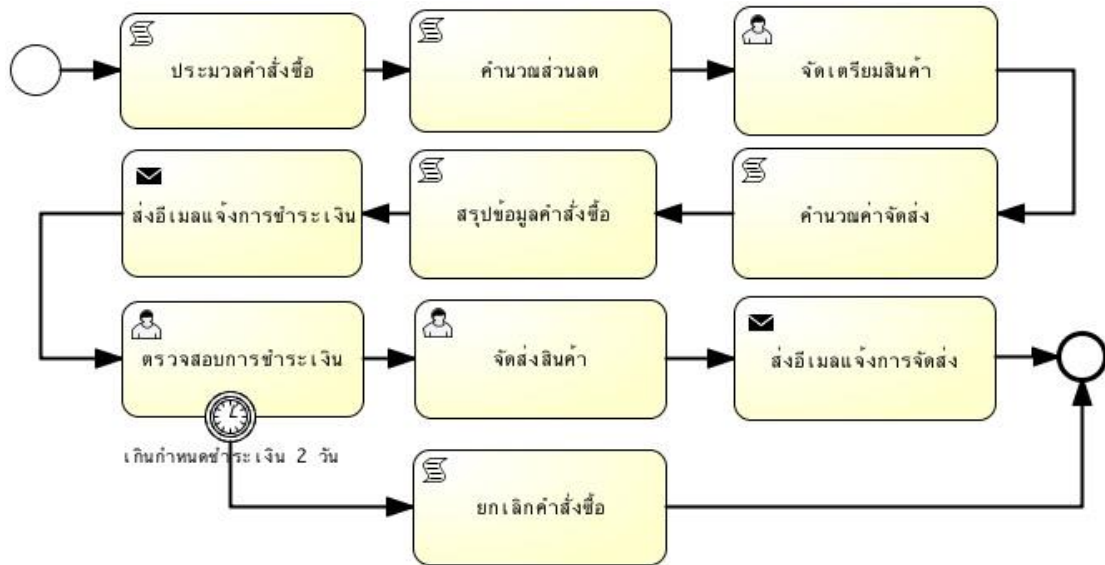 ประมวลคำสั่งซื้อ
คำนวณส่วนลด
จัดเตรียมสินค้า
คำนวณค่าจัดส่ง
สรุปข้อมูลคำสั่งซื้อ
ส่งอีเมลแจ้งการชำระเงิน
ตรวจสอบการชำระเงิน
จัดส่งสินค้า
ส่งอีเมลแจ้งการจัดส่ง
เกินกำหนดชำระเงิน 2 วัน
ยกเลิกคำสั่งซื้อ